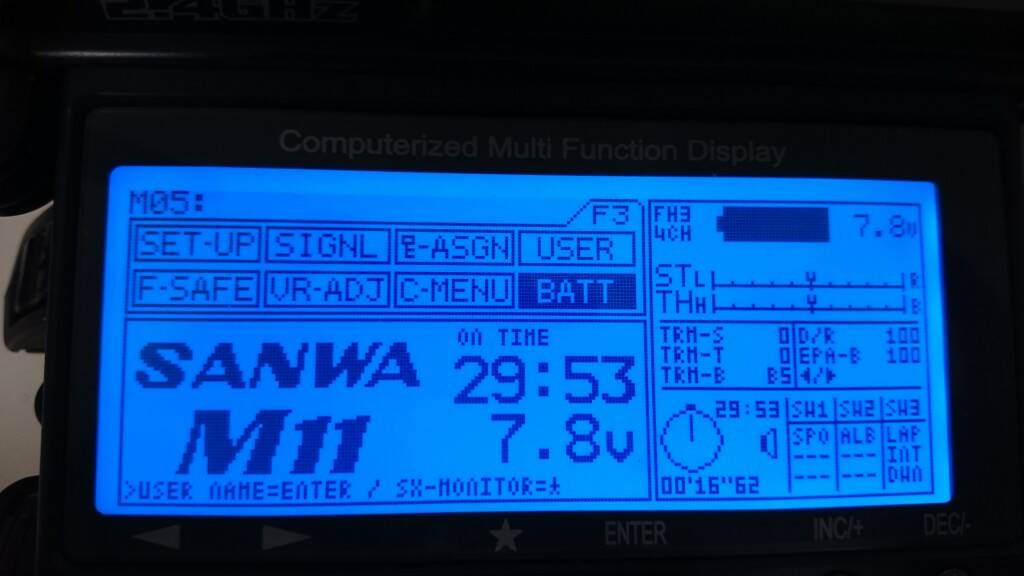 2.4GHz
Computerized Multi Function Display
M05:
F3
SET-UP SIGNL E-ASGN USER
F-SAFE VR-ADJ C-MENU BATT
SANWA
M11
ON TIME
29:53
7.8v
>USER NAME=ENTER / SX-MONITOR=
FH3
4CH
7.8v
ST L R
TH H B
TRM-S 0 D/R 100
TRM-T 0 EPA-B 100
TRM-B BS ◄/►
29:53
00'16"62
SW1 SW2 SW3
SPO ALB LAP
--- --- INT
--- --- DWN
◄ ► ★ ENTER INC/+ DEC/-